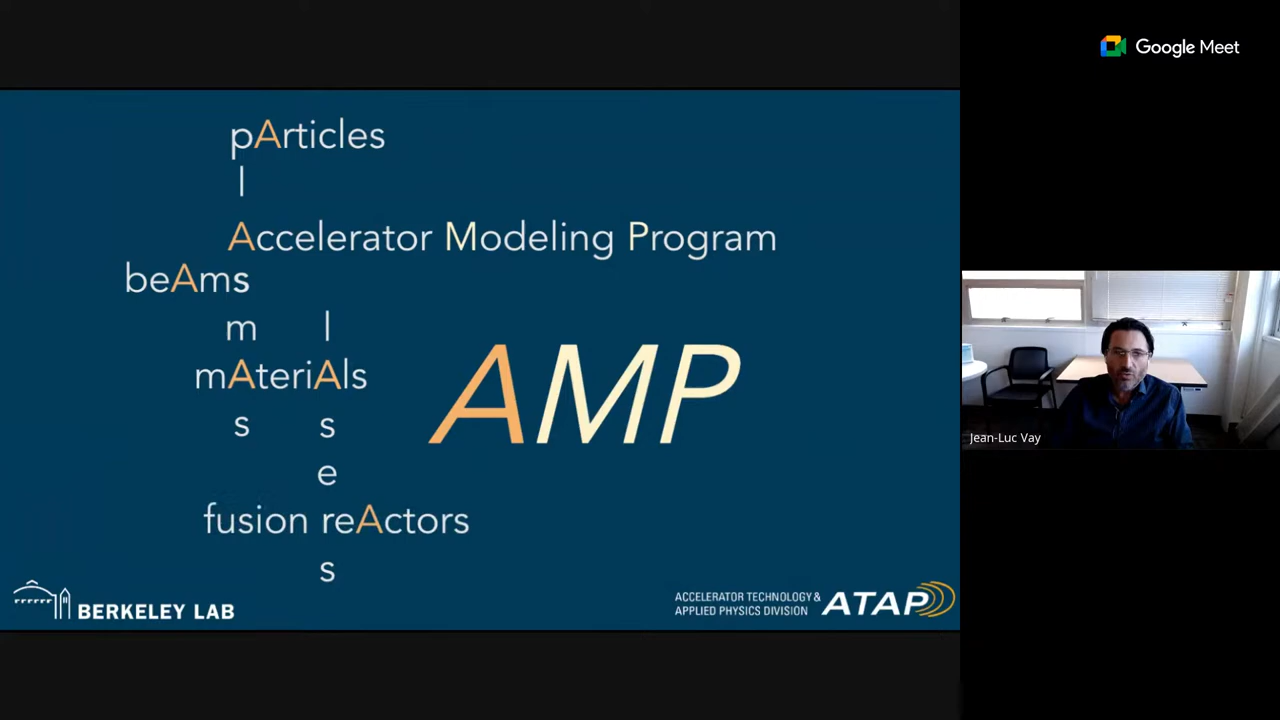 Google Meet
pArticles
l
Accelerator Modeling Program
beAms
m l
mAteriAls
AMP
s s
e
fusion reActors
s
BERKELEY LAB
ACCELERATOR TECHNOLOGY &
APPLIED PHYSICS DIVISION
ATAP
Jean-Luc Vay